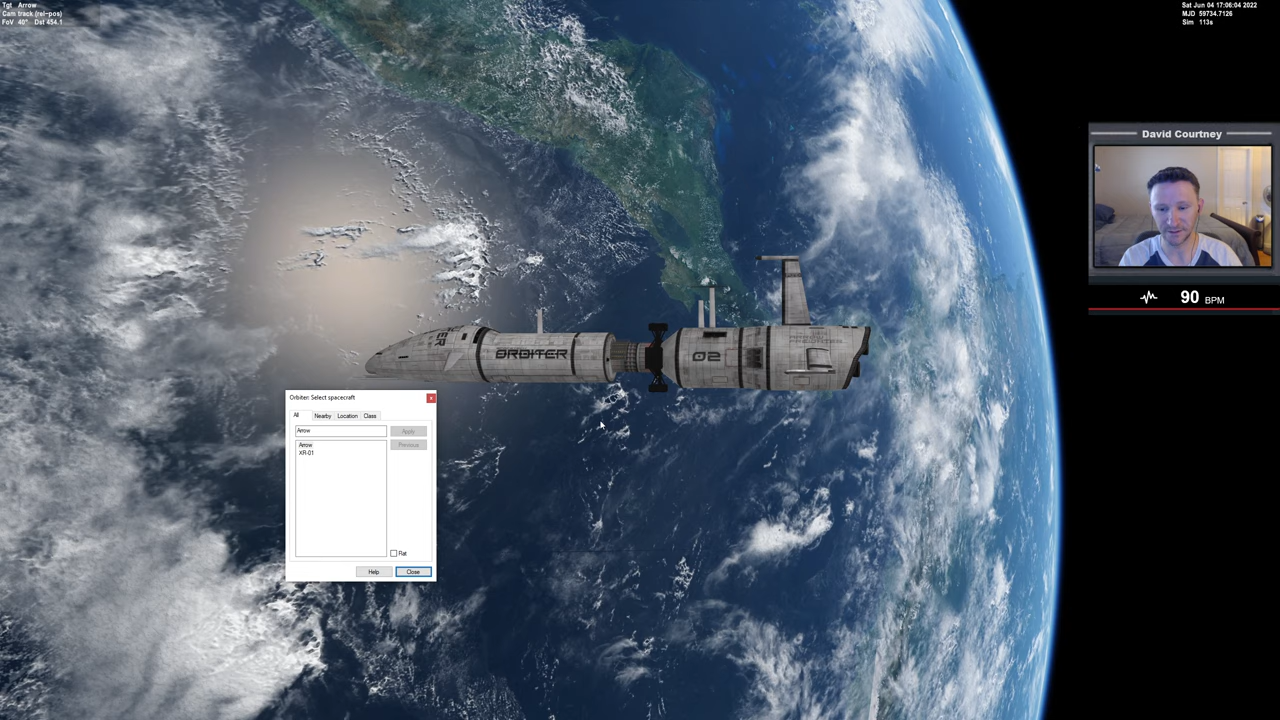 Tgt Arrow
Cam track (rel-pos)
FoV 40° Dst 454.1
Sat Jun 04 17:06:04 2022
MJD 59734.7126
Sim 113s
David Courtney
90 BPM
ORBITER
02
Orbiter: Select spacecraft
All Nearby Location Class
Arrow
Apply
Previous
Arrow
XR-01
Flat
Help Close